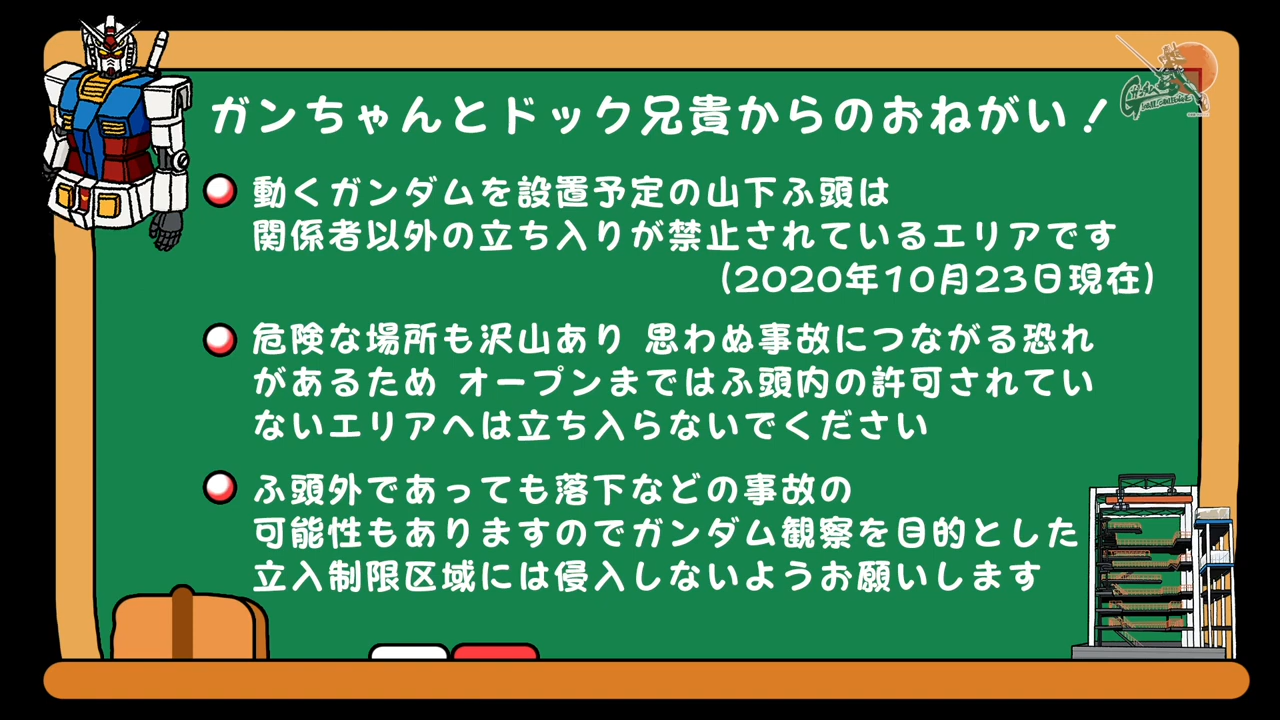 ガンちゃんとドック兄貴からのおねがい！
動くガンダムを設置予定の山下ふ頭は
関係者以外の立ち入りが禁止されているエリアです
(2020年10月23日現在)
危険な場所も沢山あり 思わぬ事故につながる恐れ
があるため オープンまではふ頭内の許可されてい
ないエリアへは立ち入らないでください
ふ頭外であっても落下などの事故の
可能性もありますのでガンダム観察を目的とした
立入制限区域には侵入しないようお願いします